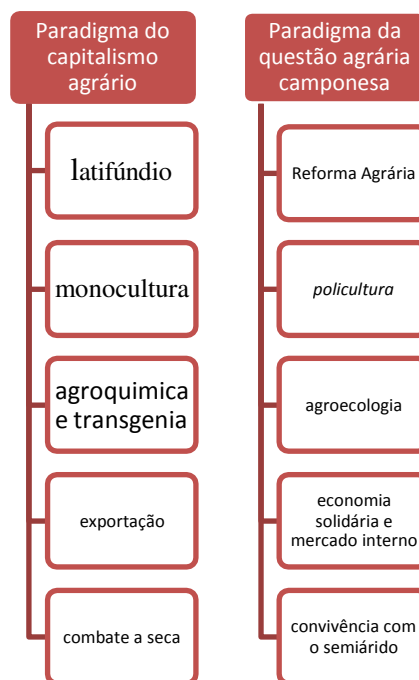 Paradigma do
capitalismo
agrário
latifúndio
monocultura
agroquimica
e transgenia
exportação
combate a seca
Paradigma da
questão agrária
camponesa
Reforma Agrária
policultura
agroecologia
economia
solidária e
mercado interno
convivência com
o semiárido